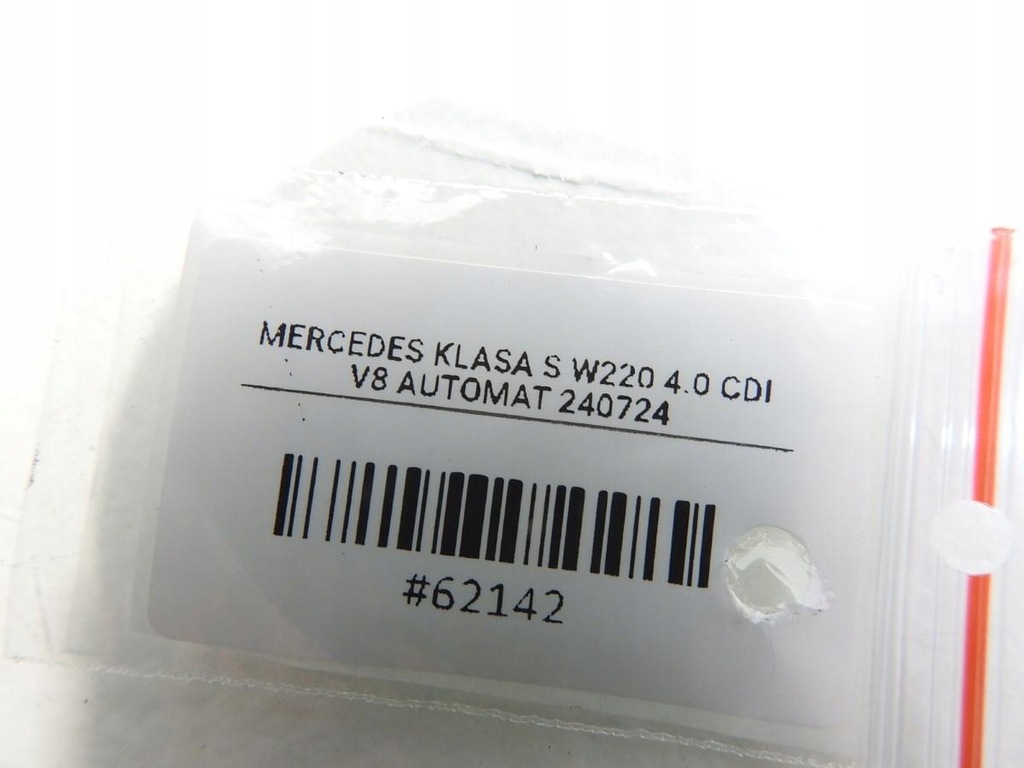 MERCEDES KLASA S W220 4.0 CDI
V8 AUTOMAT 240724
#62142